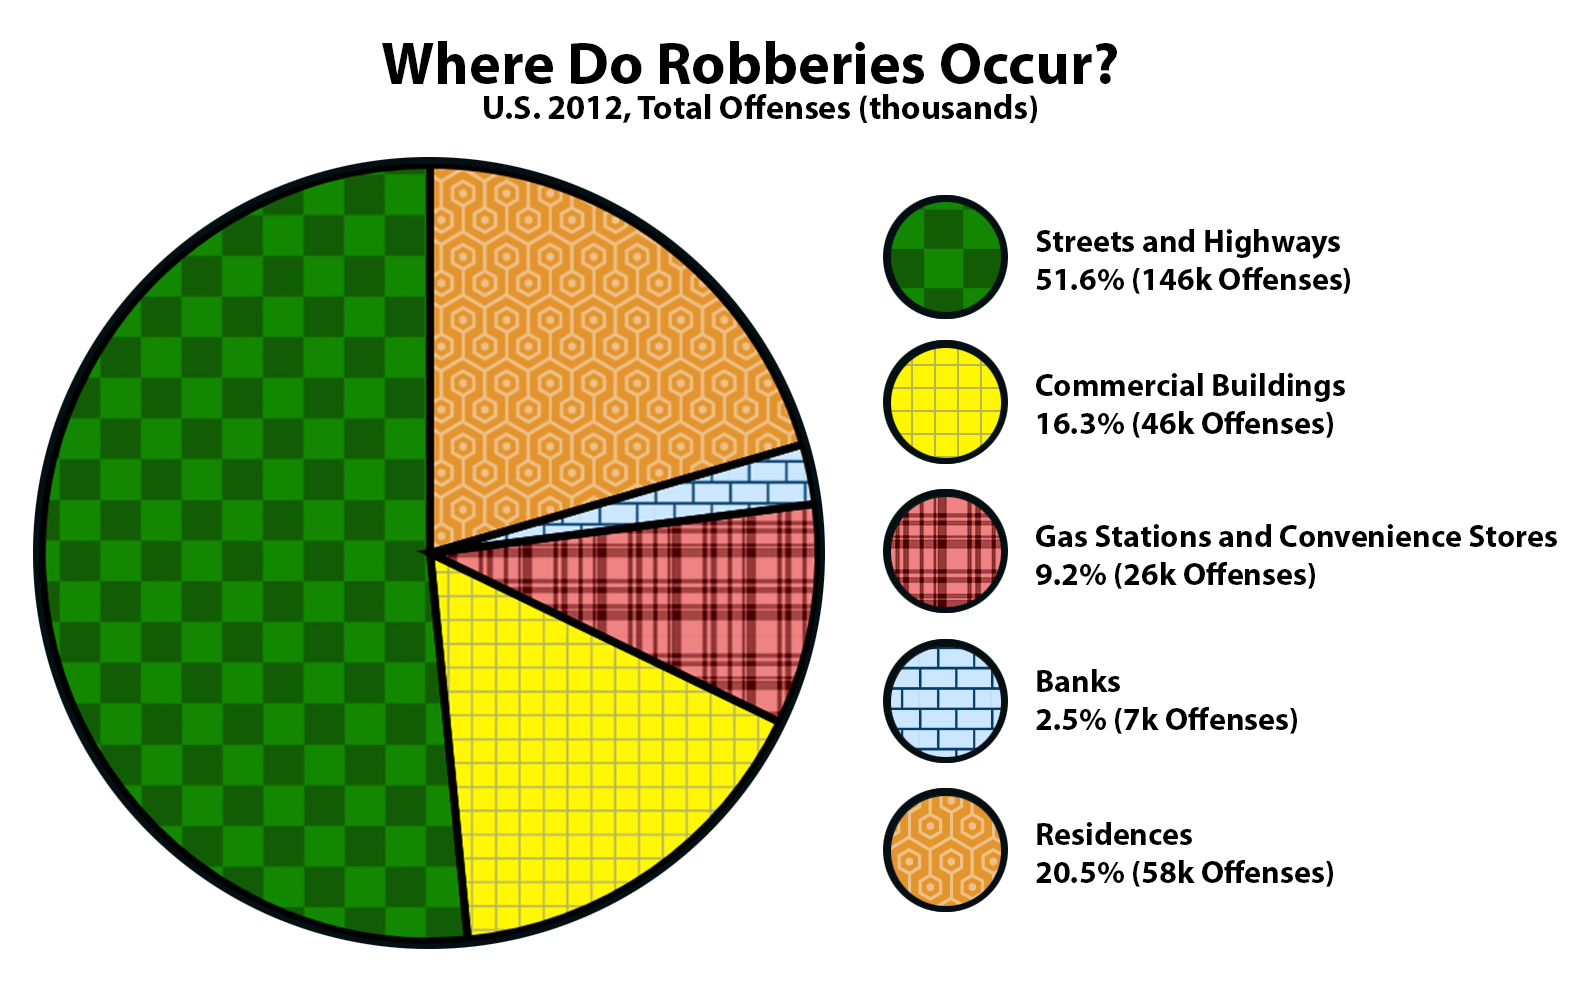 Where Do Robberies Occur?
U.S. 2012, Total Offenses (thousands)
Streets and Highways
51.6% (146k Offenses)
Commercial Buildings
16.3% (46k Offenses)
Gas Stations and Convenience Stores
9.2% (26k Offenses)
Banks
2.5% (7k Offenses)
Residences
20.5% (58k Offenses)